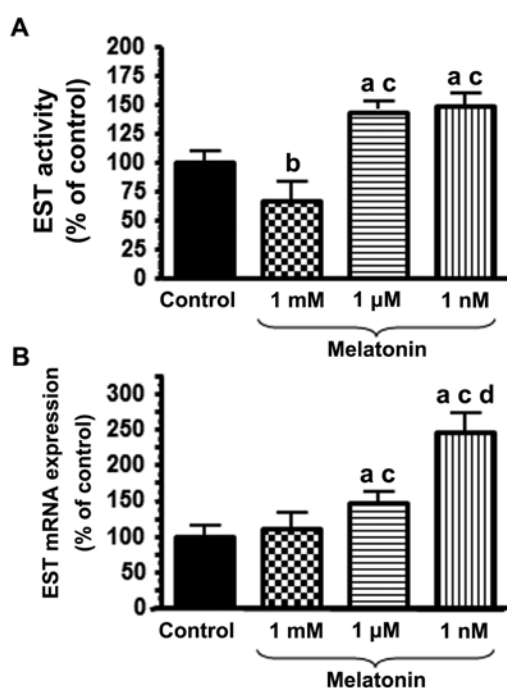 A
EST activity
(% of control)
200
175
150
125
100
75
50
25
0
b
a c
a c
Control
1 mM
1 µM
1 nM
Melatonin
B
EST mRNA expression
(% of control)
300
250
200
150
100
50
0
a c
a c d
Control
1 mM
1 µM
1 nM
Melatonin